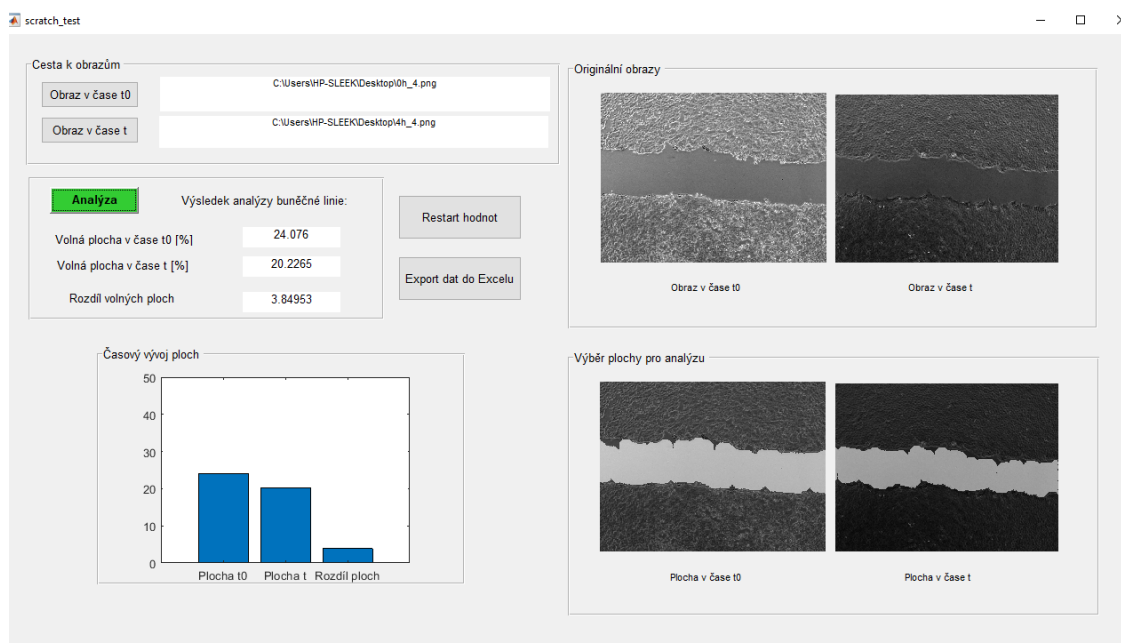 scratch_test
Cesta k obrazům
Obraz v čase t0
C:\Users\HP-SLEEK\Desktop\0h_4.png
Obraz v čase t
C:\Users\HP-SLEEK\Desktop\4h_4.png
Analýza
Výsledek analýzy buněčné linie:
Volná plocha v čase t0 [%]
24.076
Volná plocha v čase t [%]
20.2265
Rozdíl volných ploch
3.84953
Restart hodnot
Export dat do Excelu
Časový vývoj ploch
50
40
30
20
10
0
Plocha t0 Plocha t Rozdíl ploch
Originální obrazy
Obraz v čase t0
Obraz v čase t
Výběr plochy pro analýzu
Plocha v čase t0
Plocha v čase t